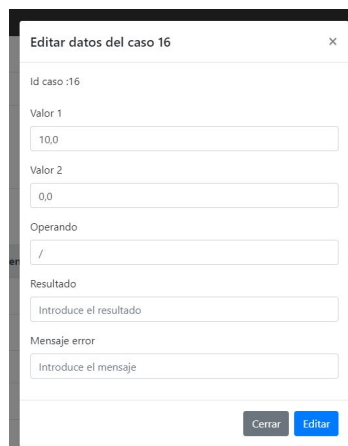 Editar datos del caso 16
×
Id caso :16
Valor 1
10,0
Valor 2
0,0
Operando
/
en
Resultado
Introduce el resultado
Mensaje error
Introduce el mensaje
Cerrar Editar